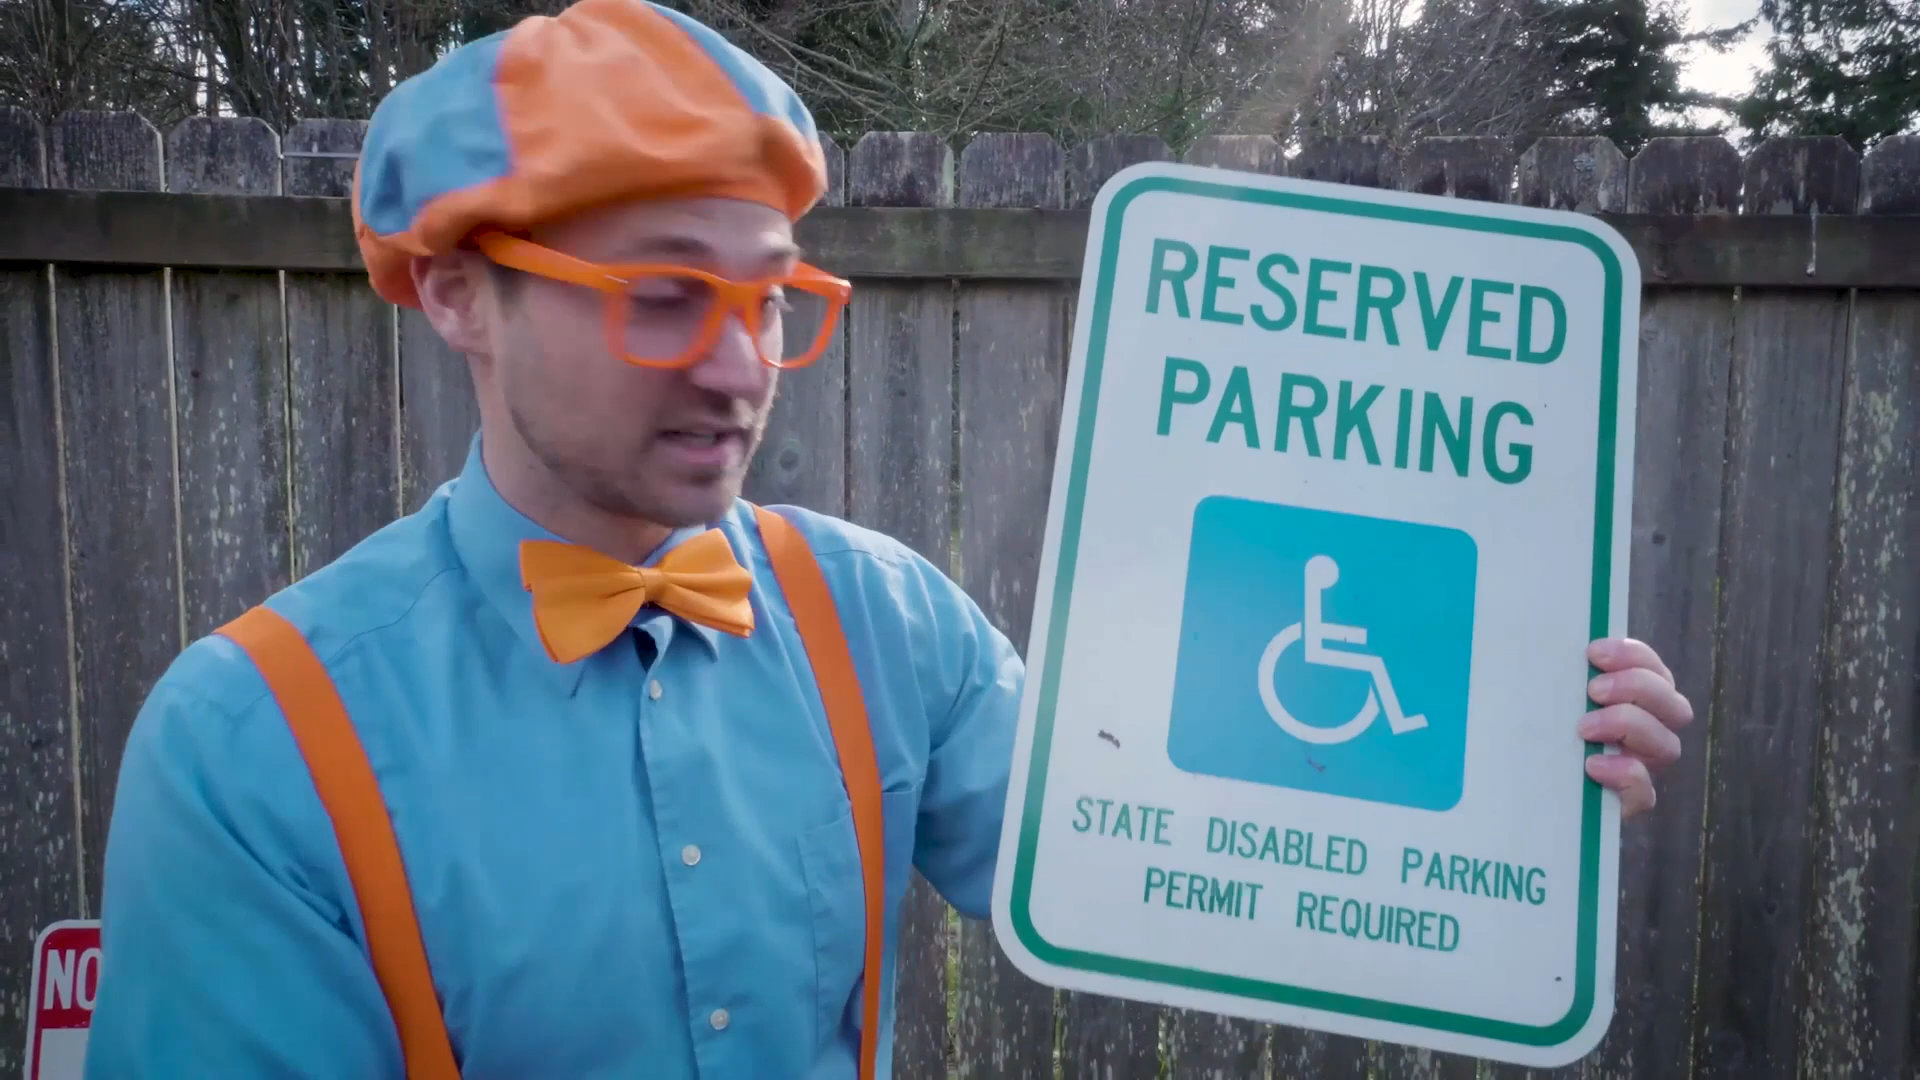 RESERVED
PARKING
STATE DISABLED PARKING
PERMIT REQUIRED
NO